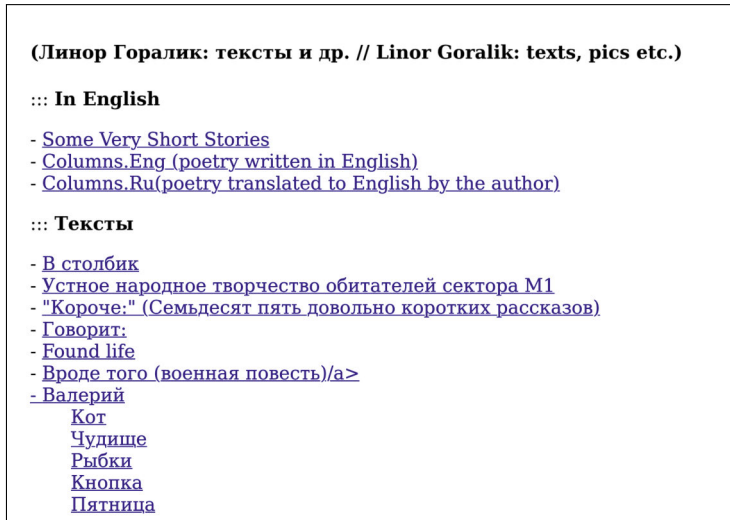 (Линор Горалик: тексты и др. // Linor Goralik: texts, pics etc.)
::: In English
- Some Very Short Stories
- Columns.Eng (poetry written in English)
- Columns.Ru(poetry translated to English by the author)
::: Тексты
- В столбик
- Устное народное творчество обитателей сектора М1
- "Короче:" (Семьдесят пять довольно коротких рассказов)
- Говорит:
- Found life
- Вроде того (военная повесть)/a>
- Валерий
Кот
Чудище
Рыбки
Кнопка
Пятница